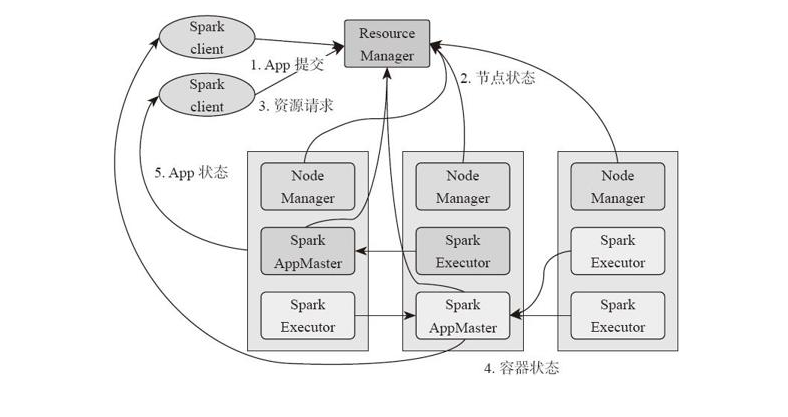 Spark
client
Resource
Manager
1. App 提交
2. 节点状态
Spark
client
3. 资源请求
5. App 状态
Node
Manager
Node
Manager
Node
Manager
Spark
AppMaster
Spark
Executor
Spark
Executor
Spark
Executor
Spark
AppMaster
Spark
Executor
4. 容器状态